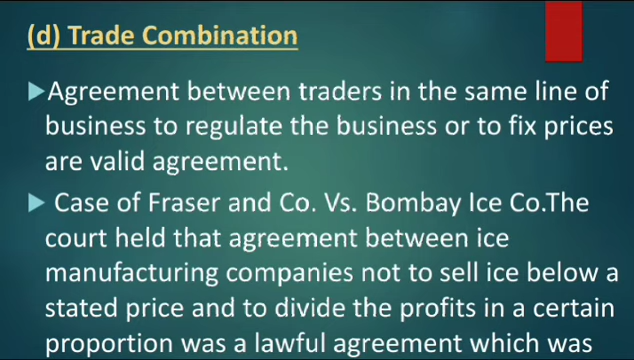 (d) Trade Combination
Agreement between traders in the same line of
business to regulate the business or to fix prices
are valid agreement.
Case of Fraser and Co. Vs. Bombay Ice Co.The
court held that agreement between ice
manufacturing companies not to sell ice below a
stated price and to divide the profits in a certain
proportion was a lawful agreement which was